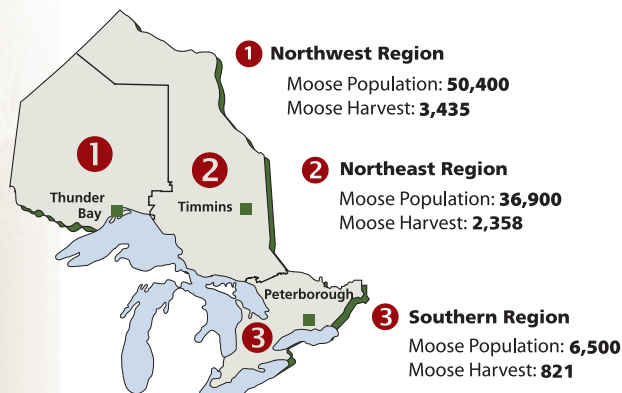 1 Northwest Region
Moose Population: 50,400
Moose Harvest: 3,435
2 Northeast Region
Moose Population: 36,900
Moose Harvest: 2,358
3 Southern Region
Moose Population: 6,500
Moose Harvest: 821
1
2
3
Thunder
Bay
Timmins
Peterborough